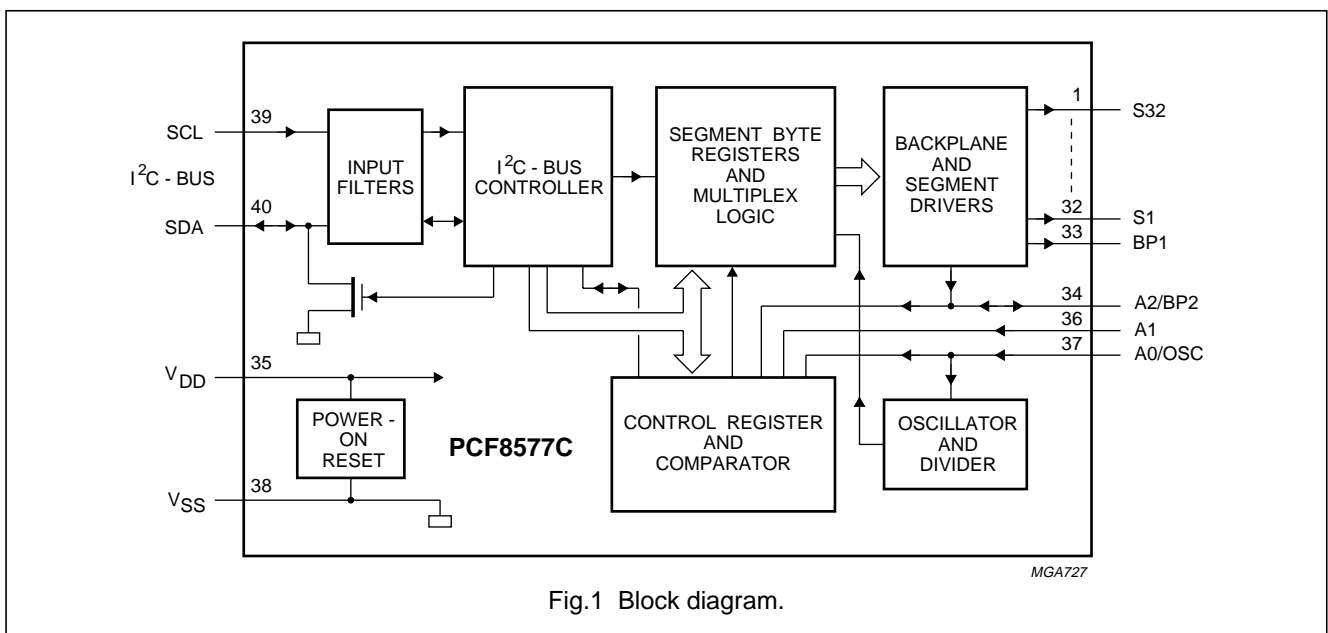 SCL
39
I2C - BUS
SDA
40
INPUT
FILTERS
I2C - BUS
CONTROLLER
SEGMENT BYTE
REGISTERS
AND
MULTIPLEX
LOGIC
BACKPLANE
AND
SEGMENT
DRIVERS
1
S32
32
S1
33
BP1
34
A2/BP2
36
A1
37
A0/OSC
VDD
35
POWER -
ON
RESET
VSS
38
PCF8577C
CONTROL REGISTER
AND
COMPARATOR
OSCILLATOR
AND
DIVIDER
MGA727
Fig.1 Block diagram.